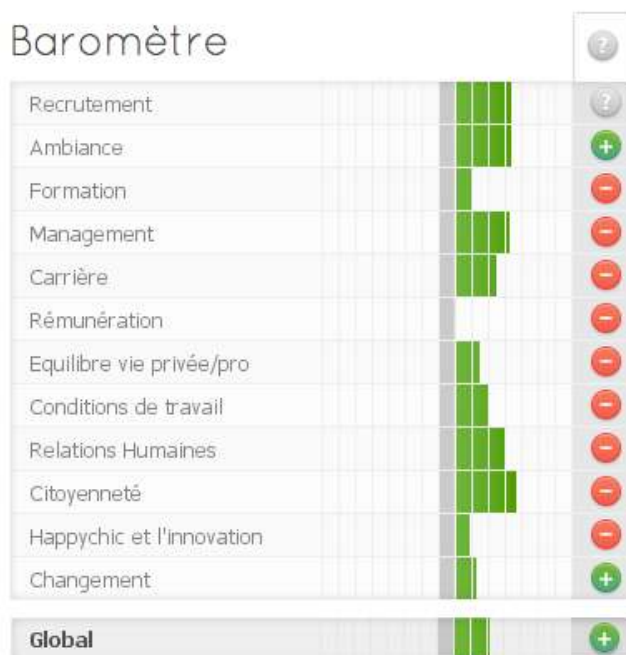 Baromètre
?
Recrutement
?
Ambiance
+
Formation
−
Management
−
Carrière
−
Rémunération
−
Equilibre vie privée/pro
−
Conditions de travail
−
Relations Humaines
−
Citoyenneté
−
Happychic et l'innovation
−
Changement
+
Global
+